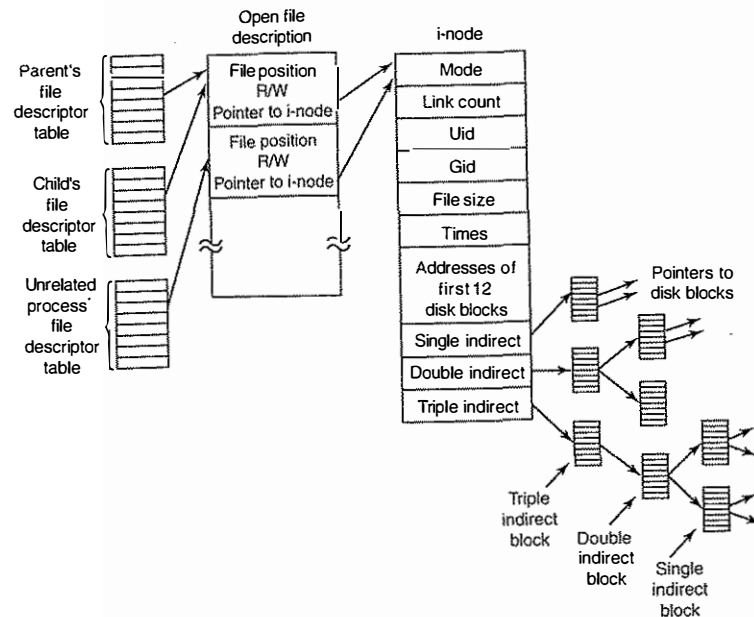 Open file
description
i-node
Parent's
file
descriptor
table
File position
R/W
Pointer to i-node
File position
R/W
Pointer to i-node
Mode
Link count
Uid
Gid
File size
Times
Addresses of
first 12
disk blocks
Single indirect
Double indirect
Triple indirect
Child's
file
descriptor
table
Unrelated
process'
file
descriptor
table
Pointers to
disk blocks
Triple
indirect
block
Double
indirect
block
Single
indirect
block